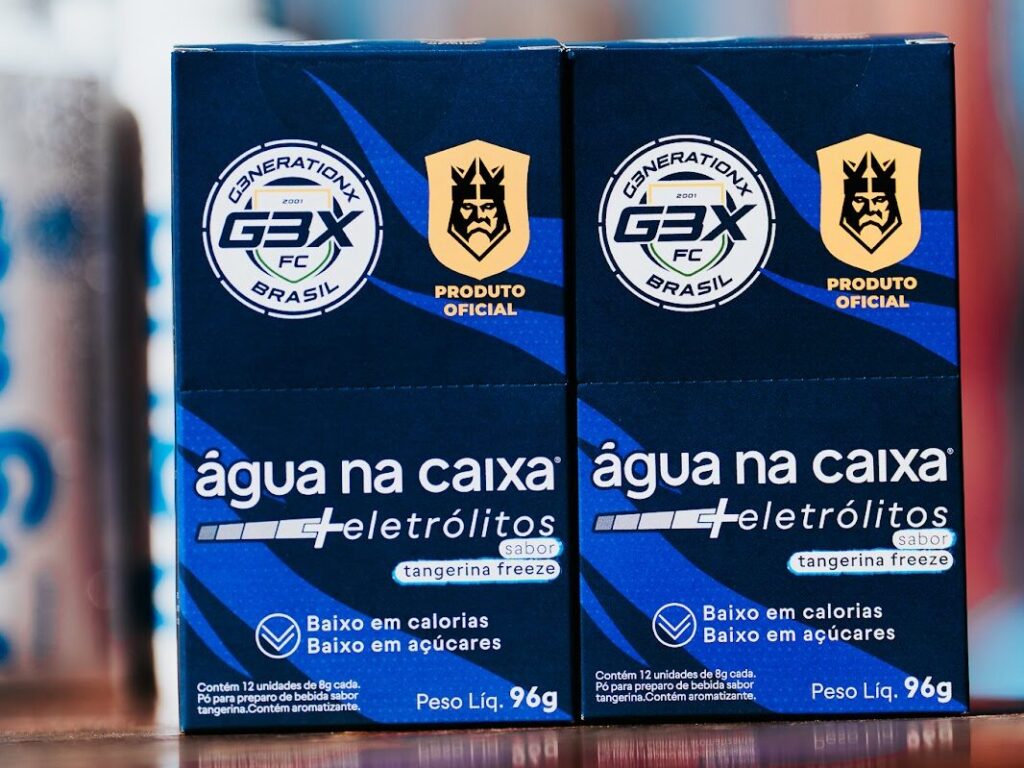 G3NERATIONX
2001
G3X
FC
BRASIL
PRODUTO
OFICIAL
água na caixa®
+eletrólitos
sabor
tangerina freeze
Baixo em calorias
Baixo em açúcares
Contém 12 unidades de 8g cada.
Pó para preparo de bebida sabor
tangerina.Contém aromatizante.
Peso Líq. 96g
G3NERATIONX
2001
G3X
FC
BRASIL
PRODUTO
OFICIAL
água na caixa®
+eletrólitos
sabor
tangerina freeze
Baixo em calorias
Baixo em açúcares
Contém 12 unidades de 8g cada.
Pó para preparo de bebida sabor
tangerina.Contém aromatizante.
Peso Líq. 96g